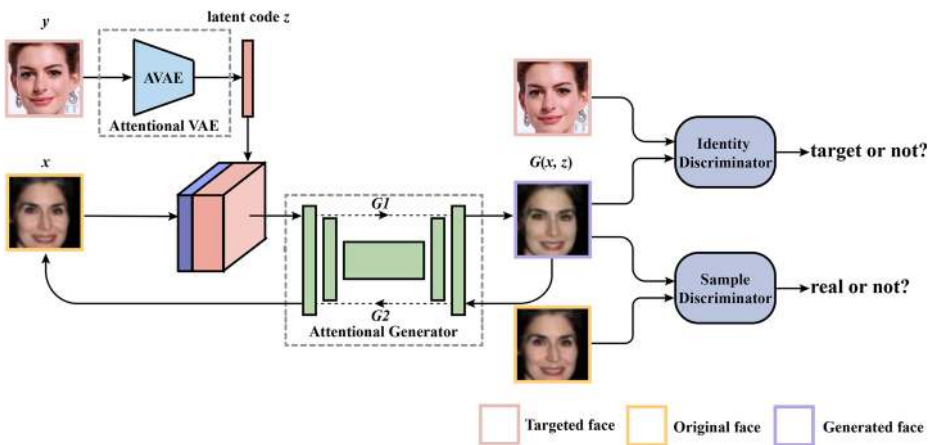 y
latent code z
AVAE
Attentional VAE
x
G1
G2
Attentional Generator
G(x, z)
Identity
Discriminator
target or not?
Sample
Discriminator
real or not?
Targeted face
Original face
Generated face